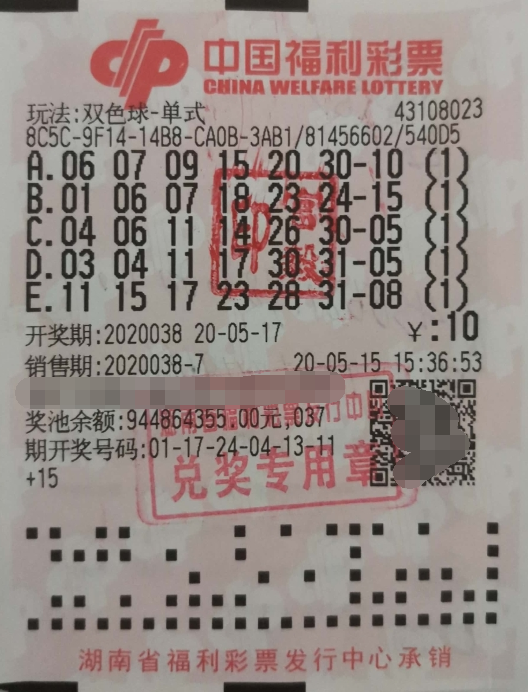 中国福利彩票
CHINA WELFARE LOTTERY
玩法:双色球-单式 43108023
8C5C-9F14-14B8-CA0B-3AB1/81456602/540D5
A.06 07 09 15 20 30-10 (1)
B.01 06 07 18 23 24-15 (1)
C.04 06 11 14 26 30-05 (1)
D.03 04 11 17 30 31-05 (1)
E.11 15 17 23 28 31-08 (1)
开奖期:2020038 20-05-17 ¥:10
销售期:2020038-7 20-05-15 15:36:53
奖池余额:944864355.00元,037
期开奖号码:01-17-24-04-13-11
+15
兑奖专用章
湖南省福利彩票发行中心承销